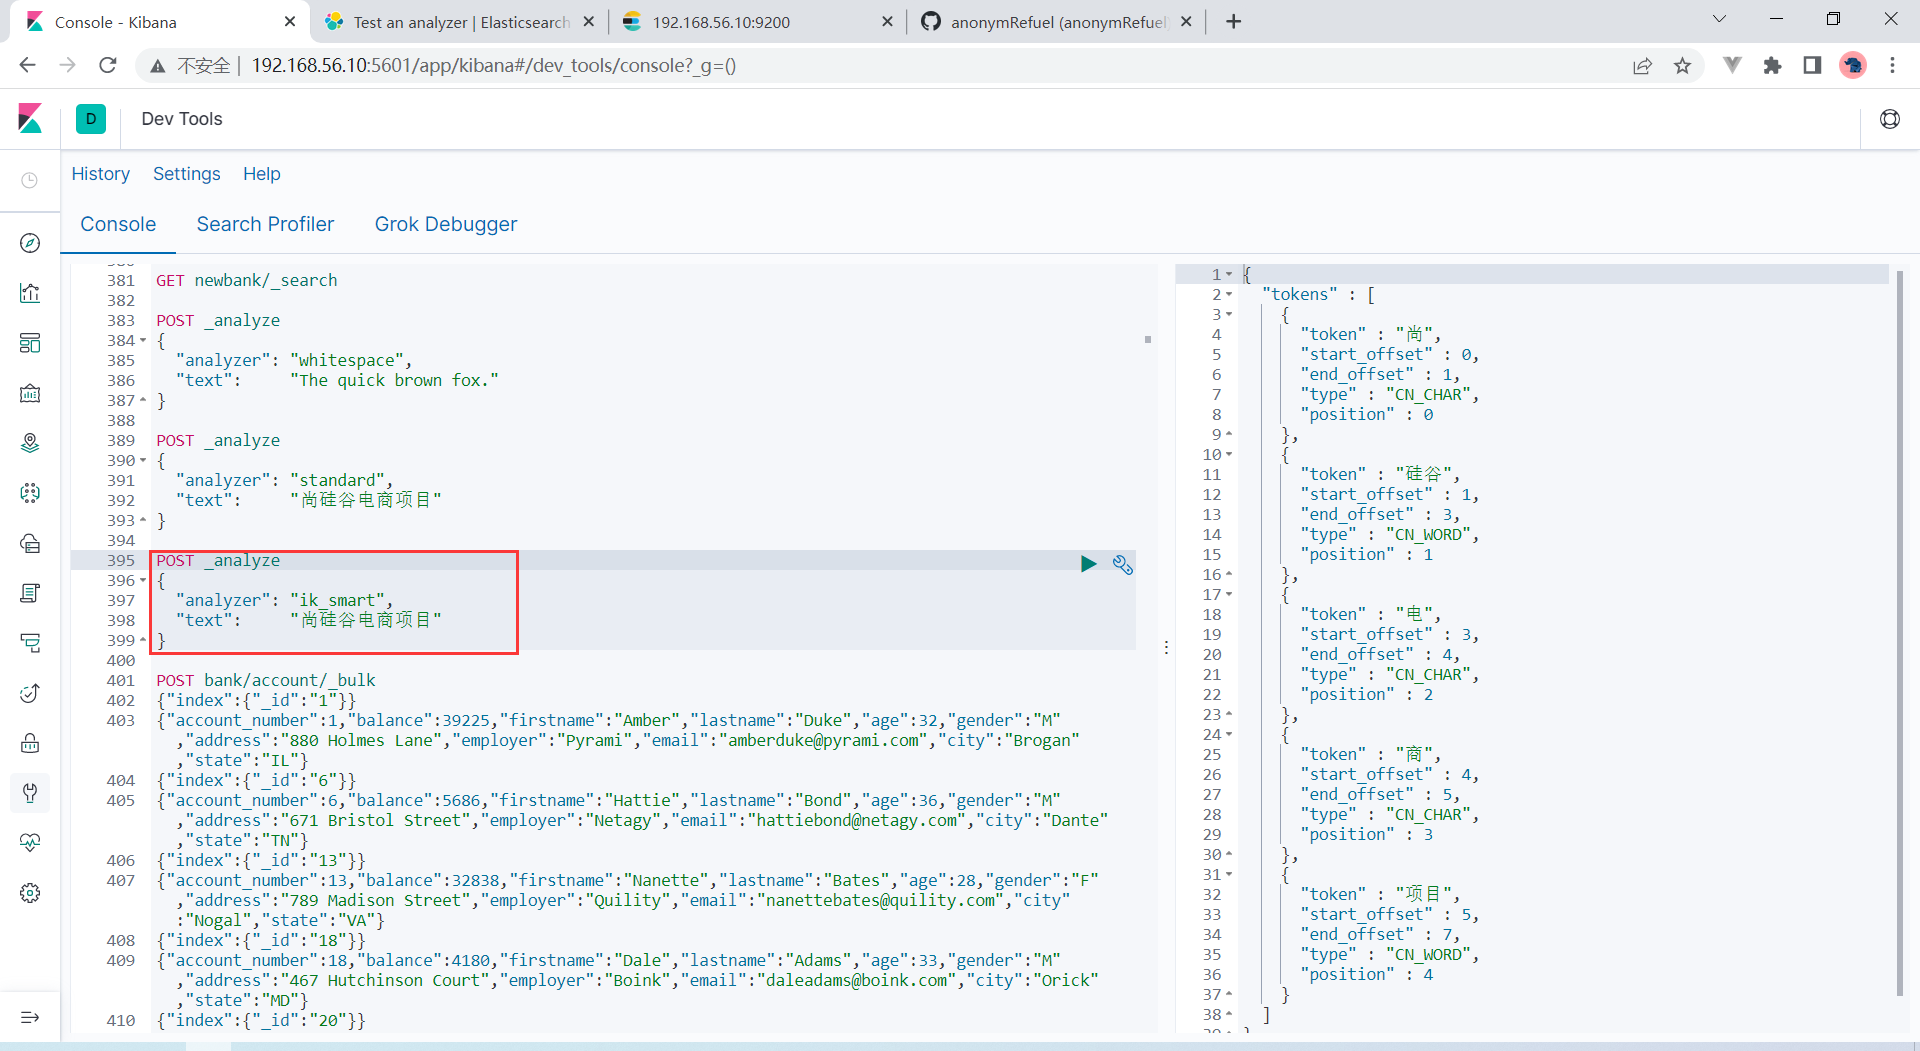 Console - Kibana
Test an analyzer | Elasticsearch
192.168.56.10:9200
anonymRefuel (anonymRefuel)
不安全 | 192.168.56.10:5601/app/kibana#/dev_tools/console?_g=()
D
Dev Tools
History Settings Help
Console Search Profiler Grok Debugger
381 GET newbank/_search
382
383 POST _analyze
384 {
385 "analyzer": "whitespace",
386 "text": "The quick brown fox."
387 }
388
389 POST _analyze
390 {
391 "analyzer": "standard",
392 "text": "尚硅谷电商项目"
393 }
394
395 POST _analyze
396 {
397 "analyzer": "ik_smart",
398 "text": "尚硅谷电商项目"
399 }
400
401 POST bank/account/_bulk
402 {"index":{"_id":"1"}}
403 {"account_number":1,"balance":39225,"firstname":"Amber","lastname":"Duke","age":32,"gender":"M"
,"address":"880 Holmes Lane","employer":"Pyrami","email":"amberduke@pyrami.com","city":"Brogan"
,"state":"IL"}
404 {"index":{"_id":"6"}}
405 {"account_number":6,"balance":5686,"firstname":"Hattie","lastname":"Bond","age":36,"gender":"M"
,"address":"671 Bristol Street","employer":"Netagy","email":"hattiebond@netagy.com","city":"Dante"
,"state":"TN"}
406 {"index":{"_id":"13"}}
407 {"account_number":13,"balance":32838,"firstname":"Nanette","lastname":"Bates","age":28,"gender":"F"
,"address":"789 Madison Street","employer":"Quility","email":"nanettebates@quility.com","city"
:"Nogal","state":"VA"}
408 {"index":{"_id":"18"}}
409 {"account_number":18,"balance":4180,"firstname":"Dale","lastname":"Adams","age":33,"gender":"M"
,"address":"467 Hutchinson Court","employer":"Boink","email":"daleadams@boink.com","city":"Orick"
,"state":"MD"}
410 {"index":{"_id":"20"}}
1 {
2 "tokens" : [
3 {
4 "token" : "尚",
5 "start_offset" : 0,
6 "end_offset" : 1,
7 "type" : "CN_CHAR",
8 "position" : 0
9 },
10 {
11 "token" : "硅谷",
12 "start_offset" : 1,
13 "end_offset" : 3,
14 "type" : "CN_WORD",
15 "position" : 1
16 },
17 {
18 "token" : "电",
19 "start_offset" : 3,
20 "end_offset" : 4,
21 "type" : "CN_CHAR",
22 "position" : 2
23 },
24 {
25 "token" : "商",
26 "start_offset" : 4,
27 "end_offset" : 5,
28 "type" : "CN_CHAR",
29 "position" : 3
30 },
31 {
32 "token" : "项目",
33 "start_offset" : 5,
34 "end_offset" : 7,
35 "type" : "CN_WORD",
36 "position" : 4
37 }
38 ]